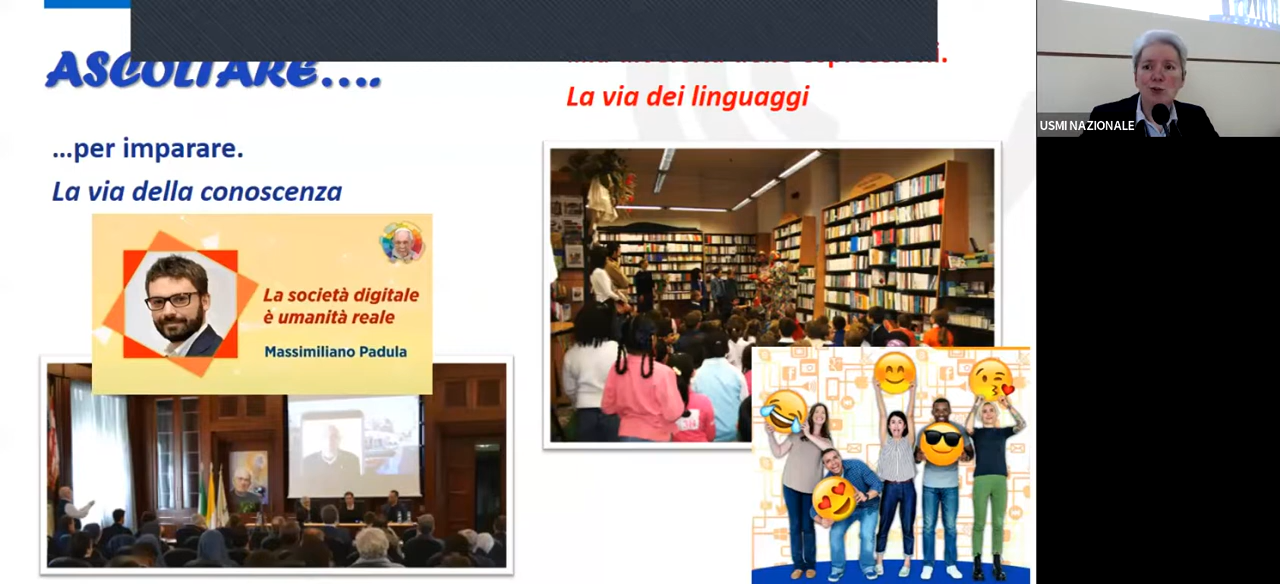 ASCOLTARE….
…per imparare.
La via della conoscenza
La società digitale
è umanità reale
Massimiliano Padula
La via dei linguaggi
USMI NAZIONALE